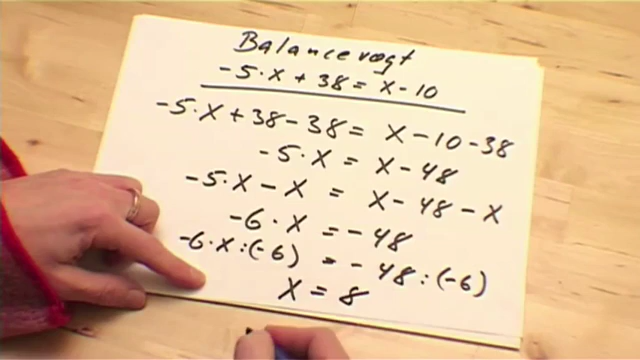 Balancevægt
-5·x + 38 = x - 10
-5·x + 38 - 38 = x - 10 - 38
-5·x = x - 48
-5·x - x = x - 48 - x
-6·x = -48
-6·x:(-6) = -48:(-6)
x = 8